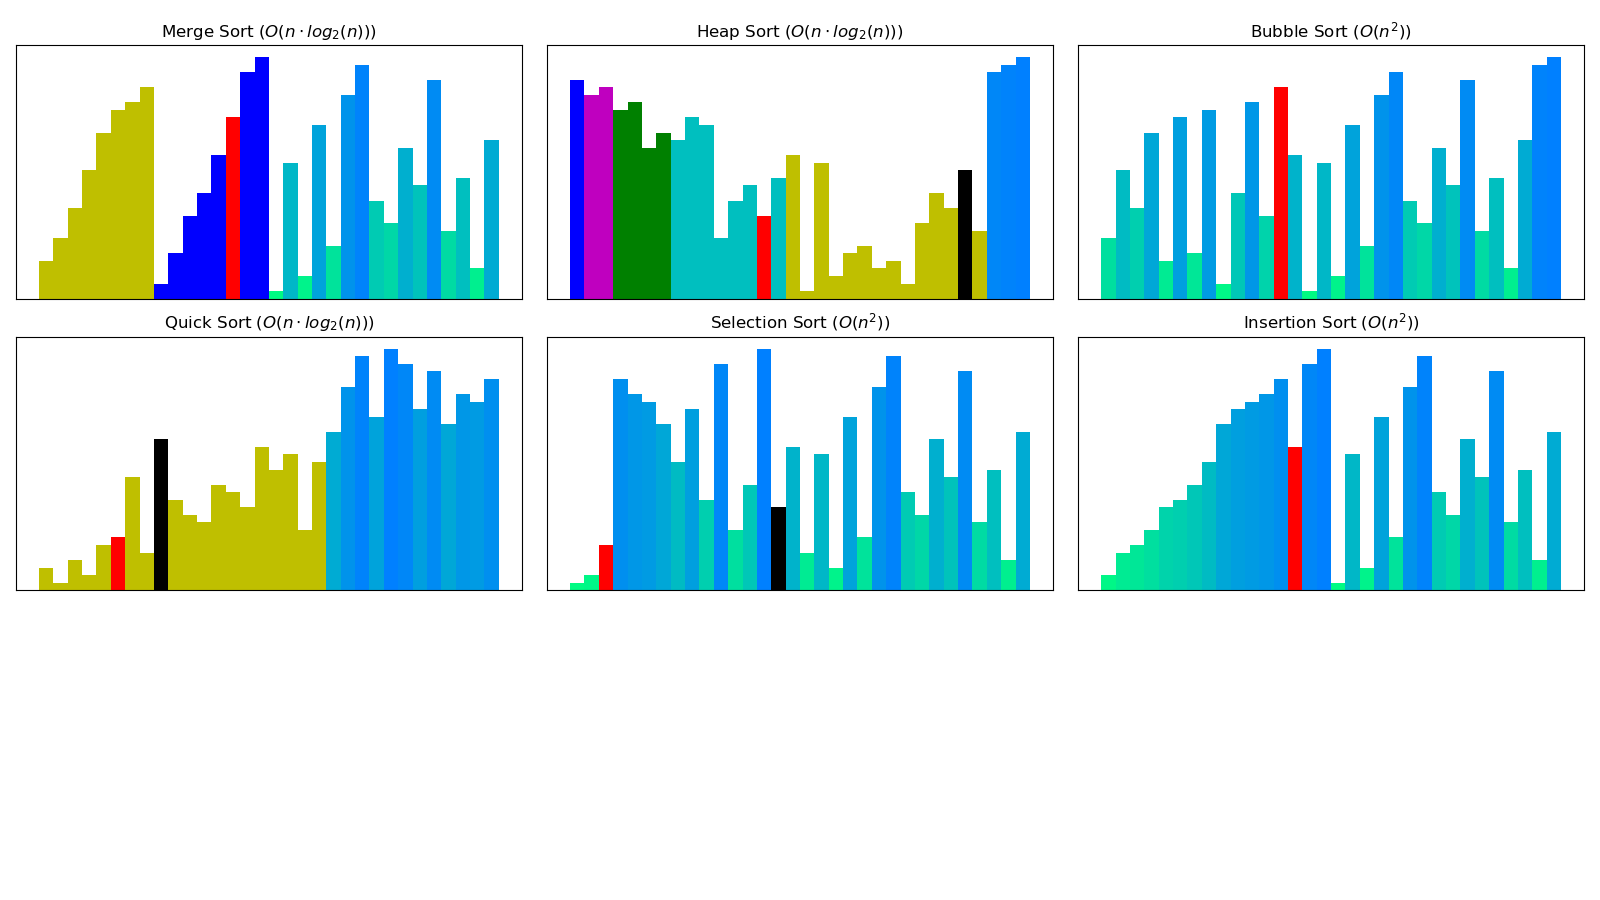 Merge Sort (O(n · log₂(n)))
Heap Sort (O(n · log₂(n)))
Bubble Sort (O(n²))
Quick Sort (O(n · log₂(n)))
Selection Sort (O(n²))
Insertion Sort (O(n²))